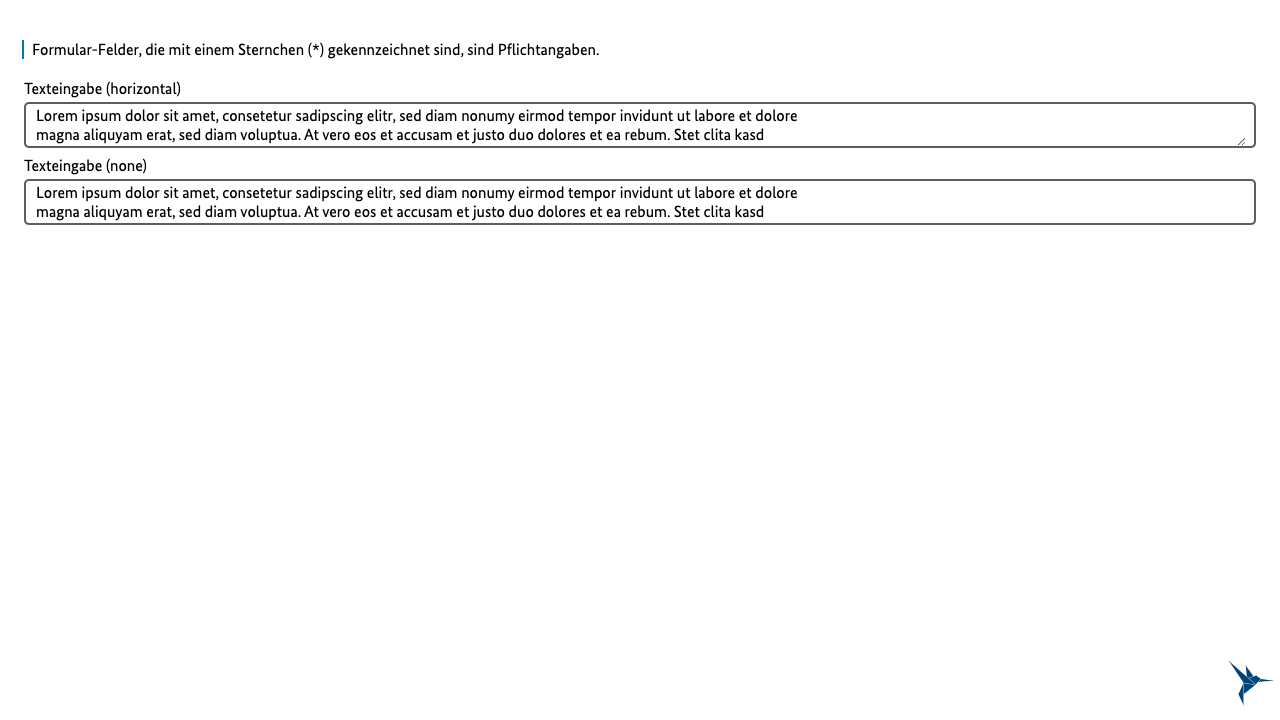 Formular-Felder, die mit einem Sternchen (*) gekennzeichnet sind, sind Pflichtangaben.
Texteingabe (horizontal)
Lorem ipsum dolor sit amet, consetetur sadipscing elitr, sed diam nonumy eirmod tempor invidunt ut labore et dolore
magna aliquyam erat, sed diam voluptua. At vero eos et accusam et justo duo dolores et ea rebum. Stet clita kasd
Texteingabe (none)
Lorem ipsum dolor sit amet, consetetur sadipscing elitr, sed diam nonumy eirmod tempor invidunt ut labore et dolore
magna aliquyam erat, sed diam voluptua. At vero eos et accusam et justo duo dolores et ea rebum. Stet clita kasd